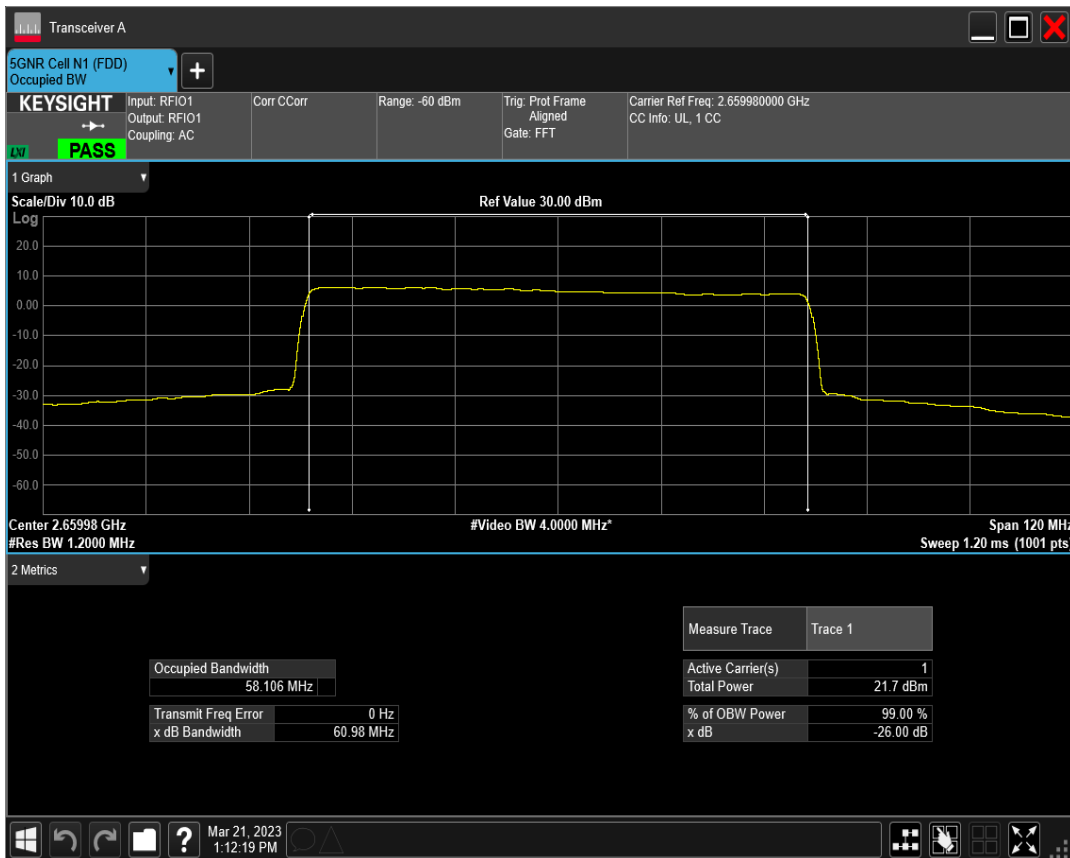 Transceiver A
5GNR Cell N1 (FDD)
Occupied BW
+
KEYSIGHT
LXI
PASS
Input: RFIO1
Output: RFIO1
Coupling: AC
Corr CCorr
Range: -60 dBm
Trig: Prot Frame
Aligned
Gate: FFT
Carrier Ref Freq: 2.659980000 GHz
CC Info: UL, 1 CC
1 Graph
Scale/Div 10.0 dB
Ref Value 30.00 dBm
Log
20.0
10.0
0.00
-10.0
-20.0
-30.0
-40.0
-50.0
-60.0
Center 2.65998 GHz
#Video BW 4.0000 MHz*
Span 120 MHz
#Res BW 1.2000 MHz
Sweep 1.20 ms (1001 pts)
2 Metrics
Measure Trace Trace 1
Occupied Bandwidth
58.106 MHz
Active Carrier(s) 1
Total Power 21.7 dBm
Transmit Freq Error 0 Hz
x dB Bandwidth 60.98 MHz
% of OBW Power 99.00 %
x dB -26.00 dB
?
Mar 21, 2023
1:12:19 PM